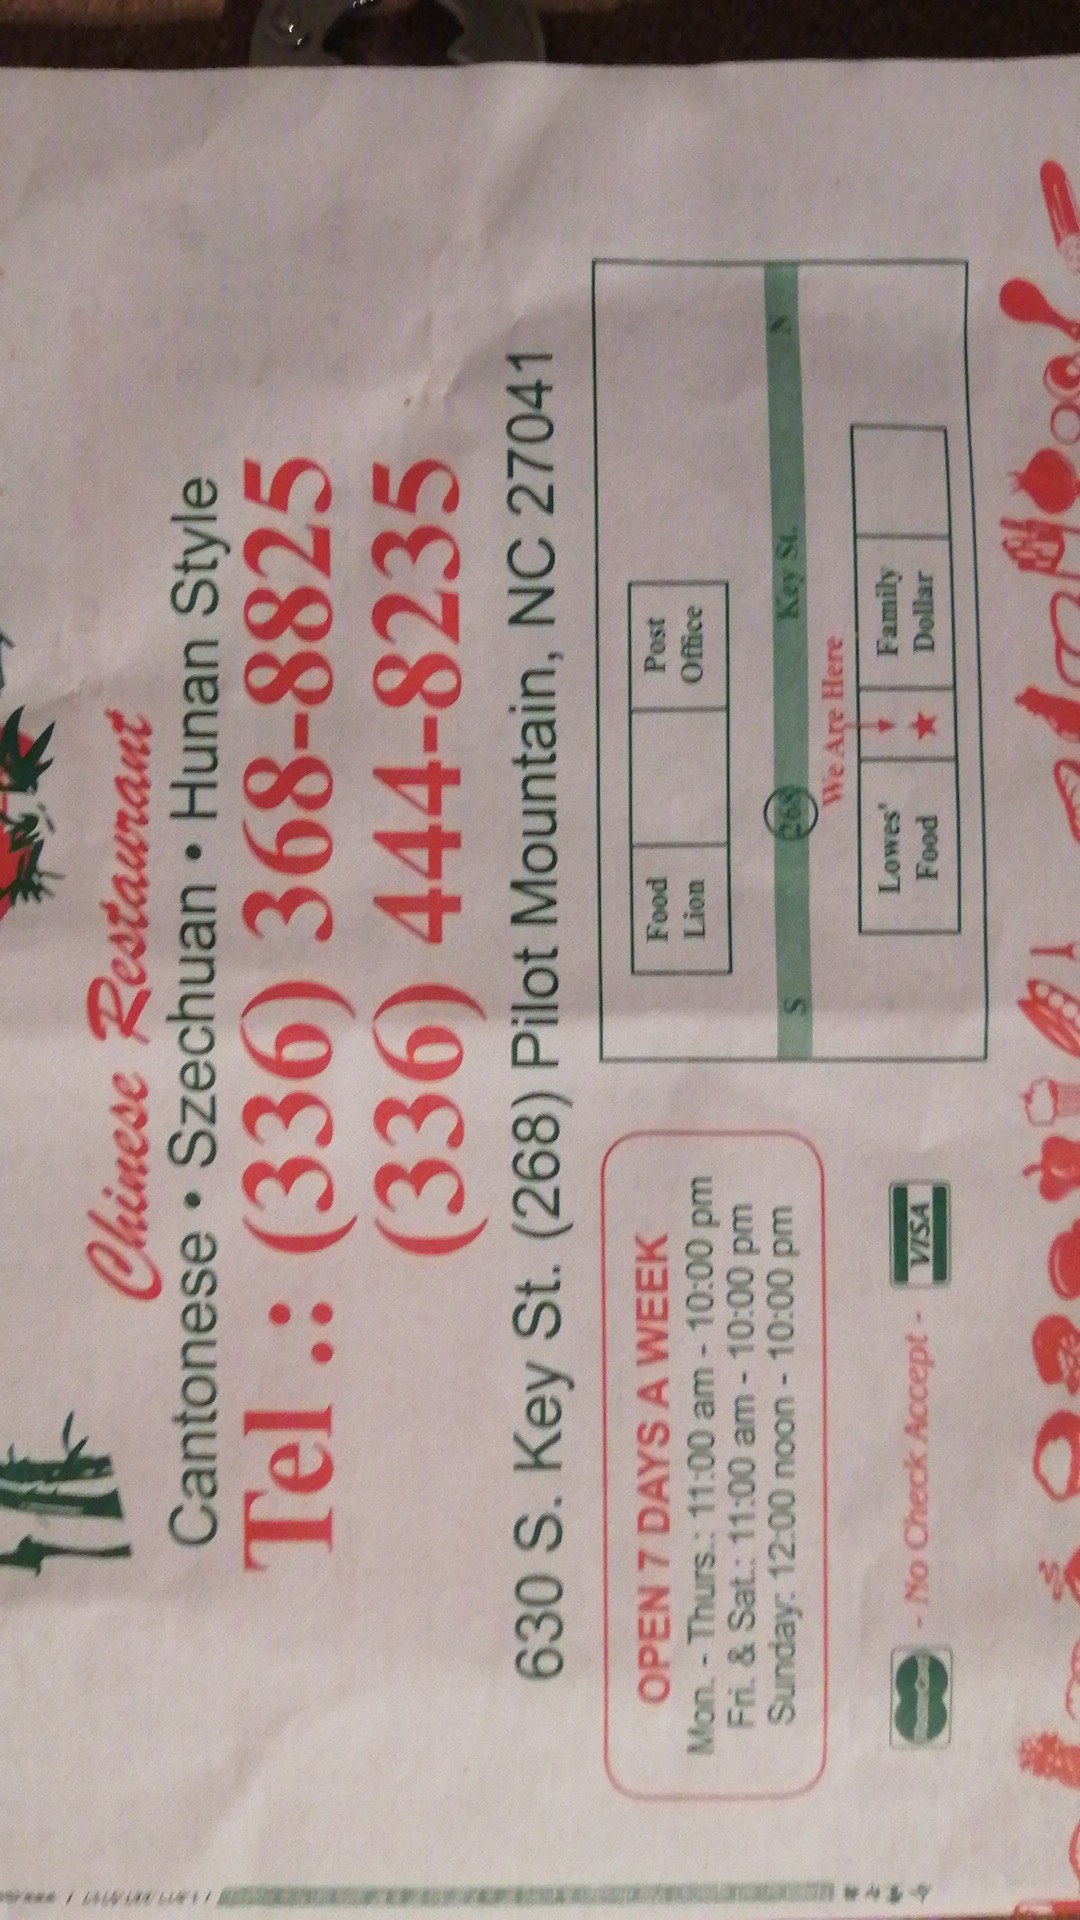 Chinese Restaurant
Cantonese • Szechuan • Hunan Style
Tel .: (336) 368-8825
(336) 444-8235
630 S. Key St. (268) Pilot Mountain, NC 27041
OPEN 7 DAYS A WEEK
Mon. - Thurs.: 11:00 am - 10:00 pm
Fri. & Sat.: 11:00 am - 10:00 pm
Sunday: 12:00 noon - 10:00 pm
MasterCard - No Check Accept - VISA
Food
Lion
Post
Office
S 268 Key St. N
We Are Here
Lowes'
Food
Family
Dollar